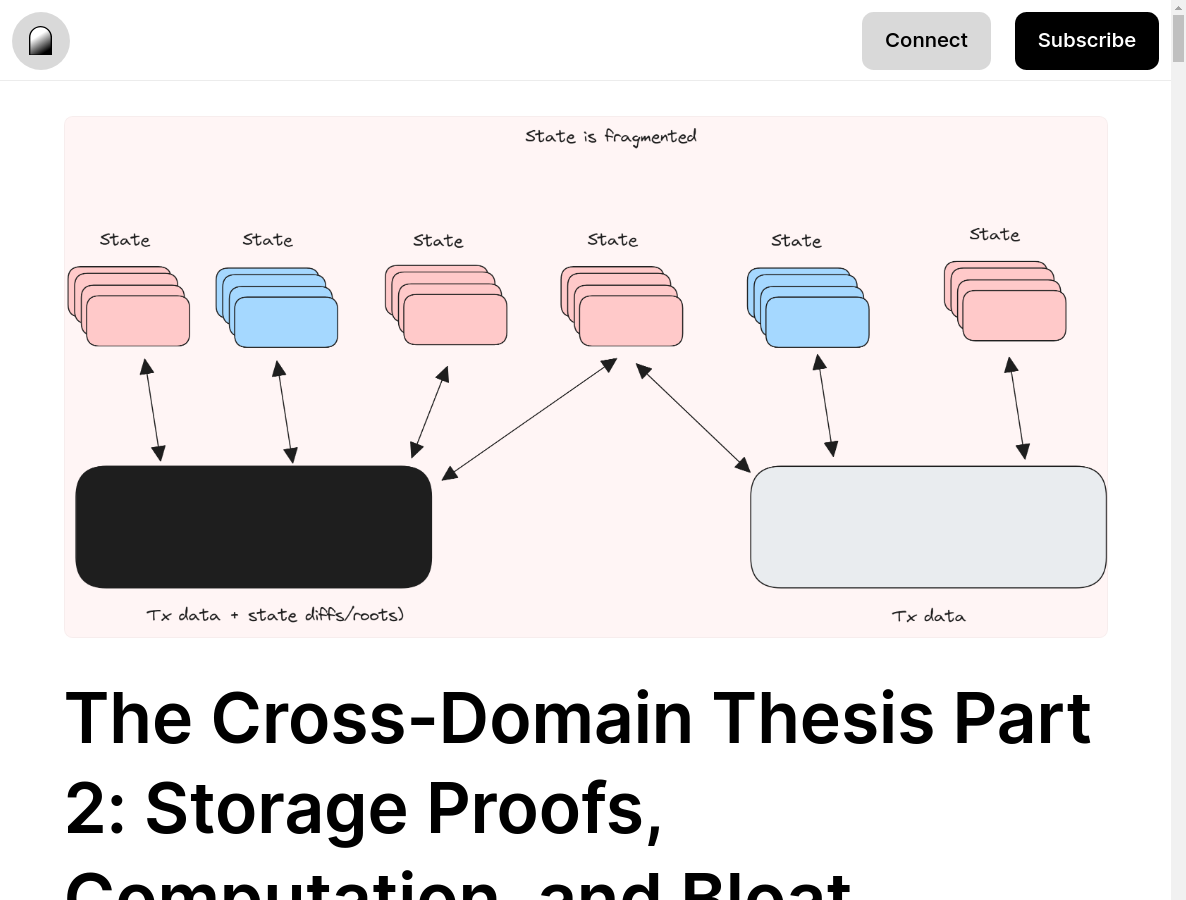 Connect
Subscribe
State is fragmented
State State State State State State
Tx data + state diffs/roots)
Tx data
The Cross-Domain Thesis Part
2: Storage Proofs,
Computation, and Bloat